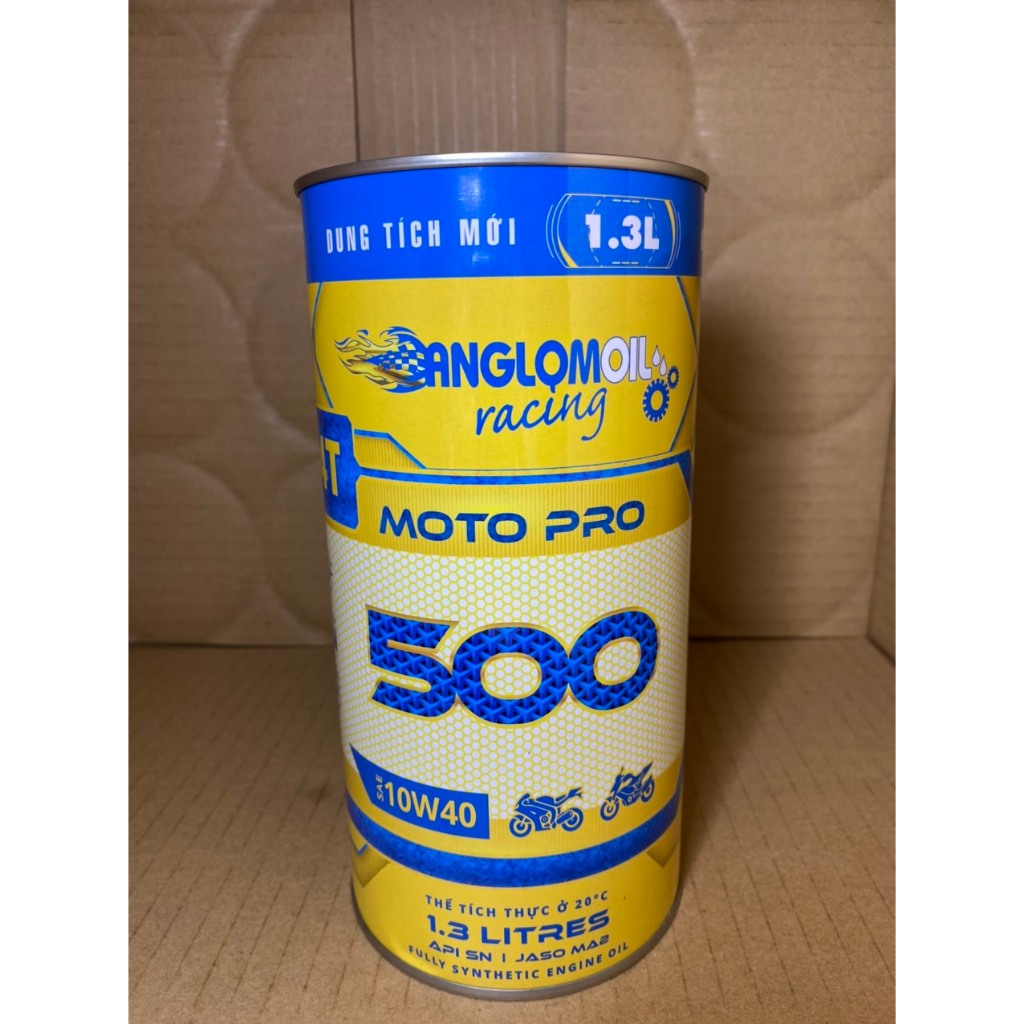 DUNG TÍCH MỚI 1.3L
ANGLOMOIL
racing
4T
MOTO PRO
500
SAE 10W40
THỂ TÍCH THỰC Ở 20°C
1.3 LITRES
API SN | JASO MA2
FULLY SYNTHETIC ENGINE OIL